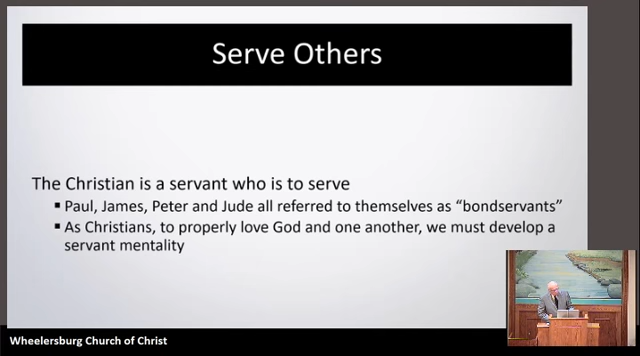 Serve Others
The Christian is a servant who is to serve
▪ Paul, James, Peter and Jude all referred to themselves as “bondservants”
▪ As Christians, to properly love God and one another, we must develop a
servant mentality
Wheelersburg Church of Christ